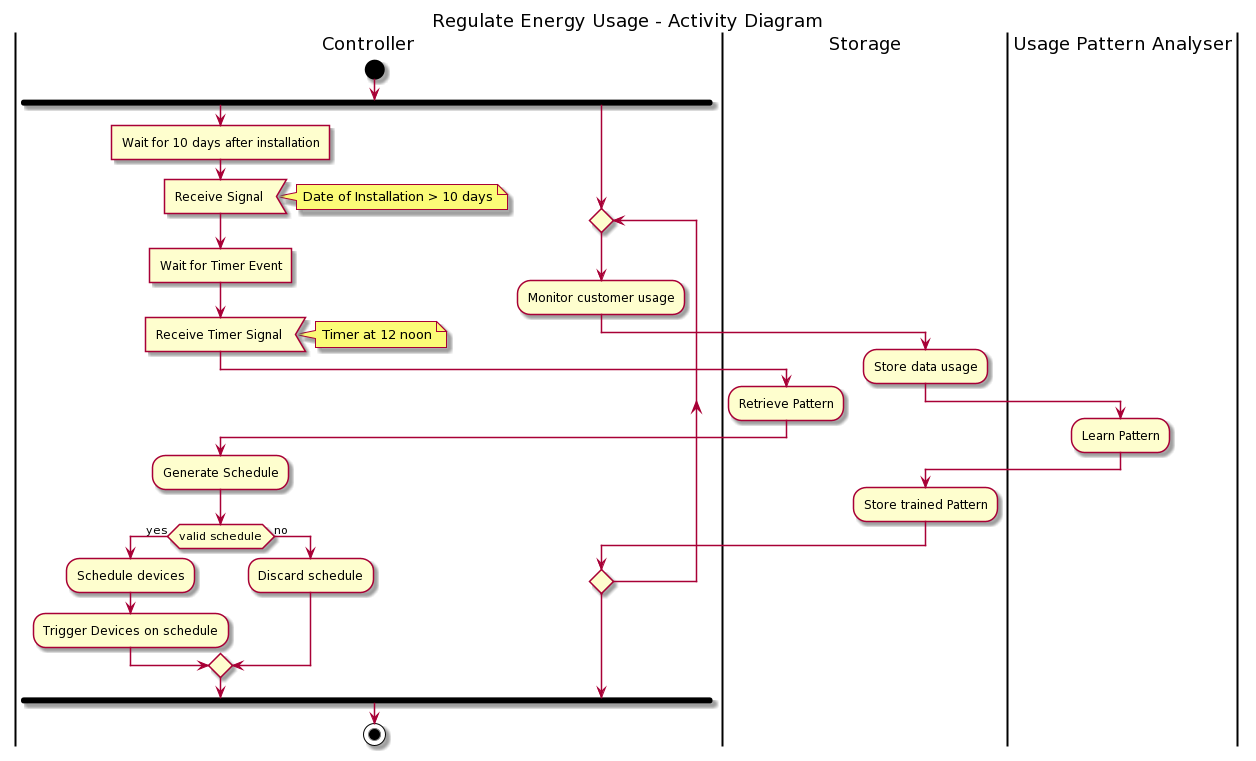 Regulate Energy Usage - Activity Diagram
Controller
Storage
Usage Pattern Analyser
Wait for 10 days after installation
Receive Signal
Date of Installation > 10 days
Wait for Timer Event
Monitor customer usage
Receive Timer Signal
Timer at 12 noon
Store data usage
Retrieve Pattern
Learn Pattern
Generate Schedule
Store trained Pattern
yes
valid schedule
no
Schedule devices
Discard schedule
Trigger Devices on schedule